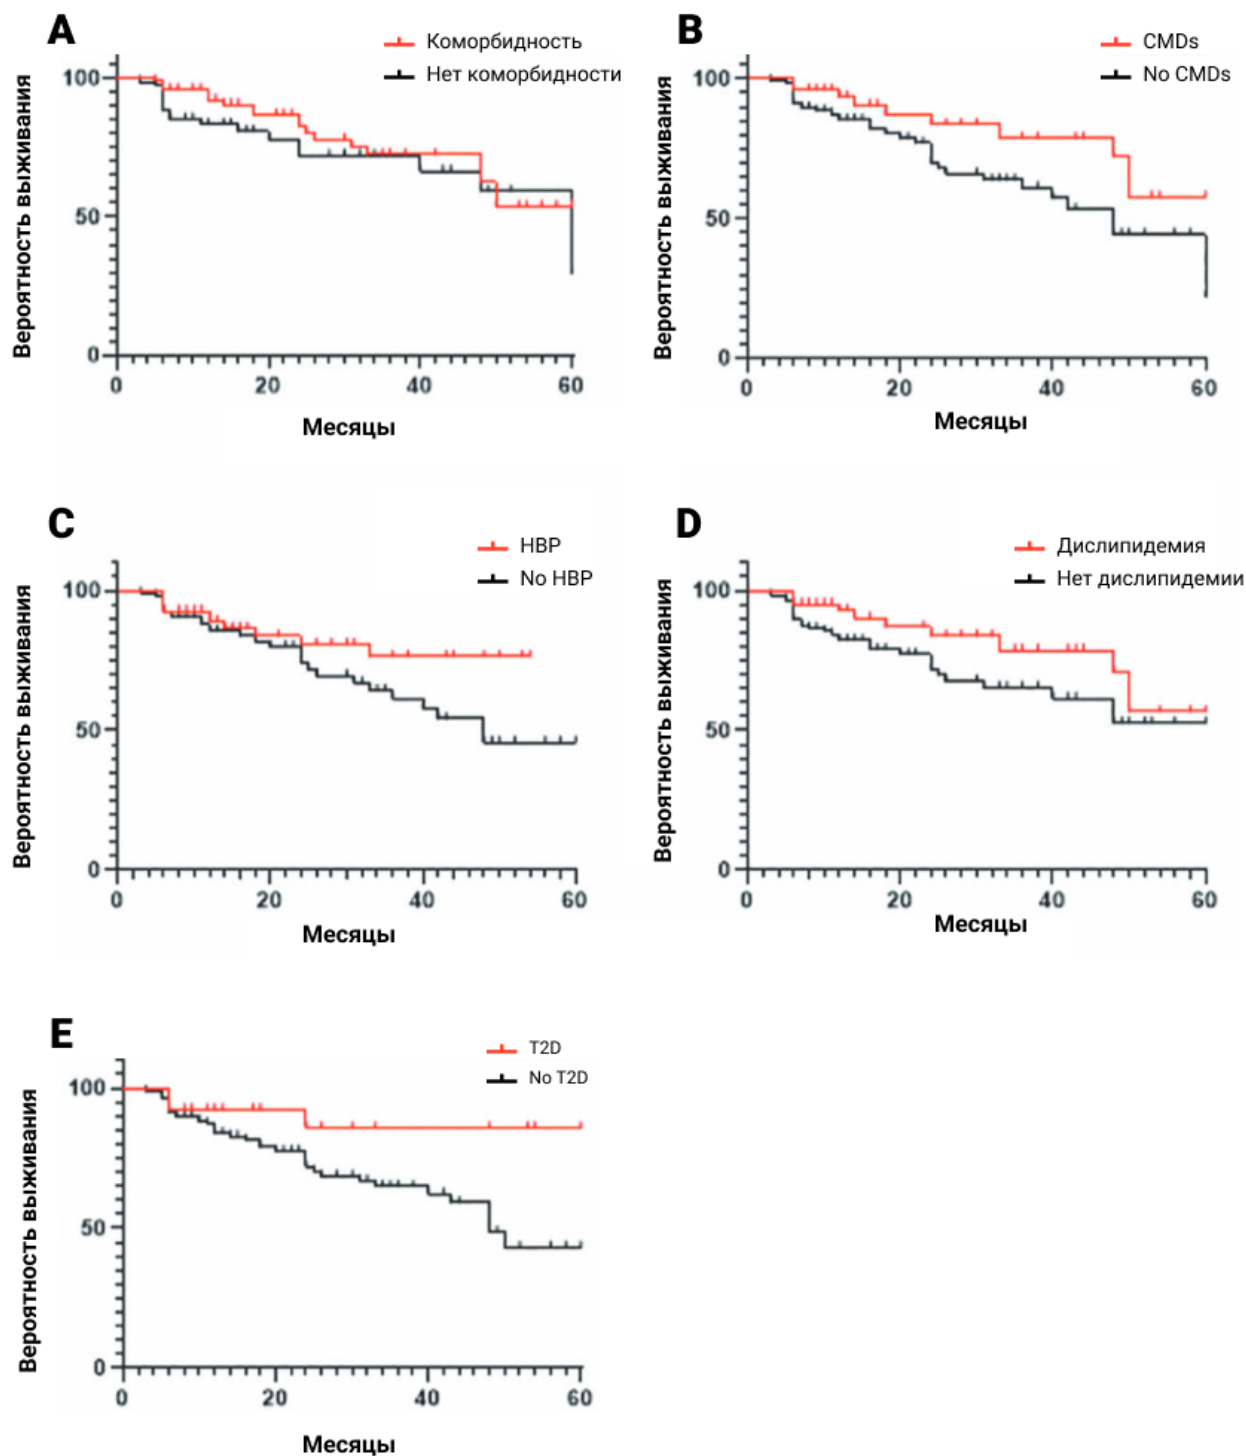 A
Коморбидность
Нет коморбидности
Вероятность выживания
100
50
0
0 20 40 60
Месяцы
B
CMDs
No CMDs
Вероятность выживания
100
50
0
0 20 40 60
Месяцы
C
HBP
No HBP
Вероятность выживания
100
50
0
0 20 40 60
Месяцы
D
Дислипидемия
Нет дислипидемии
Вероятность выживания
100
50
0
0 20 40 60
Месяцы
E
T2D
No T2D
Вероятность выживания
100
50
0
0 20 40 60
Месяцы